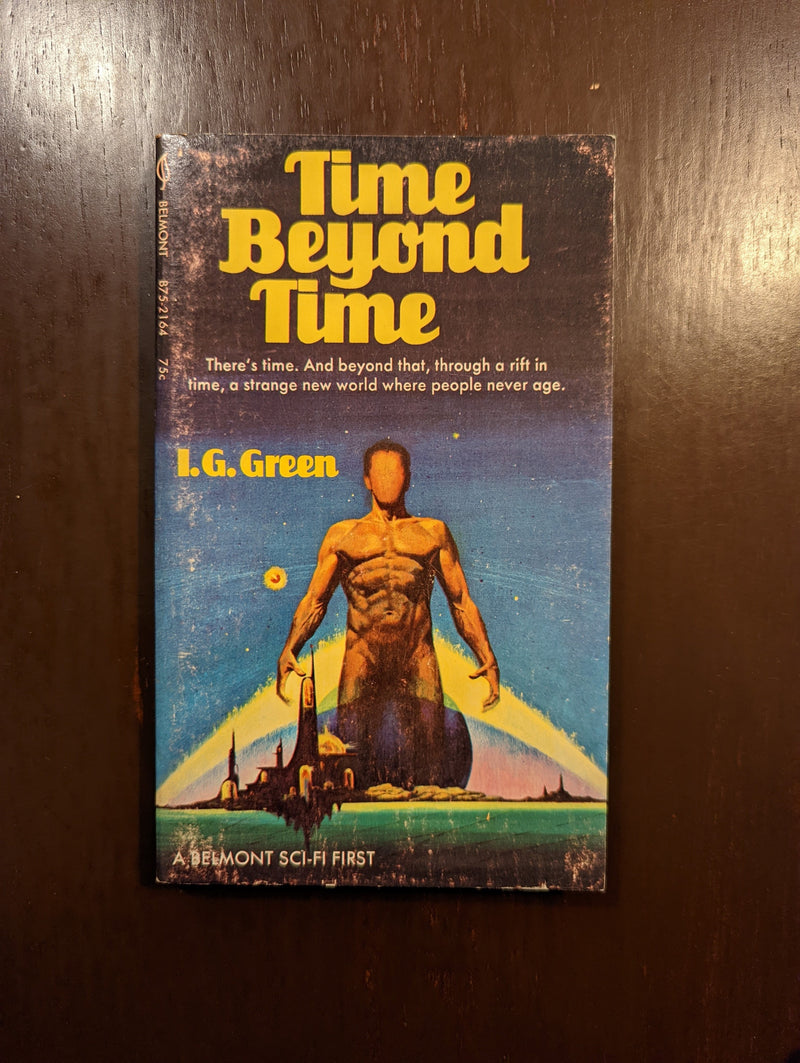 Time
Beyond
Time
There's time. And beyond that, through a rift in
time, a strange new world where people never age.
I. G. Green
A BELMONT SCI-FI FIRST
BELMONT B75-2164 75c